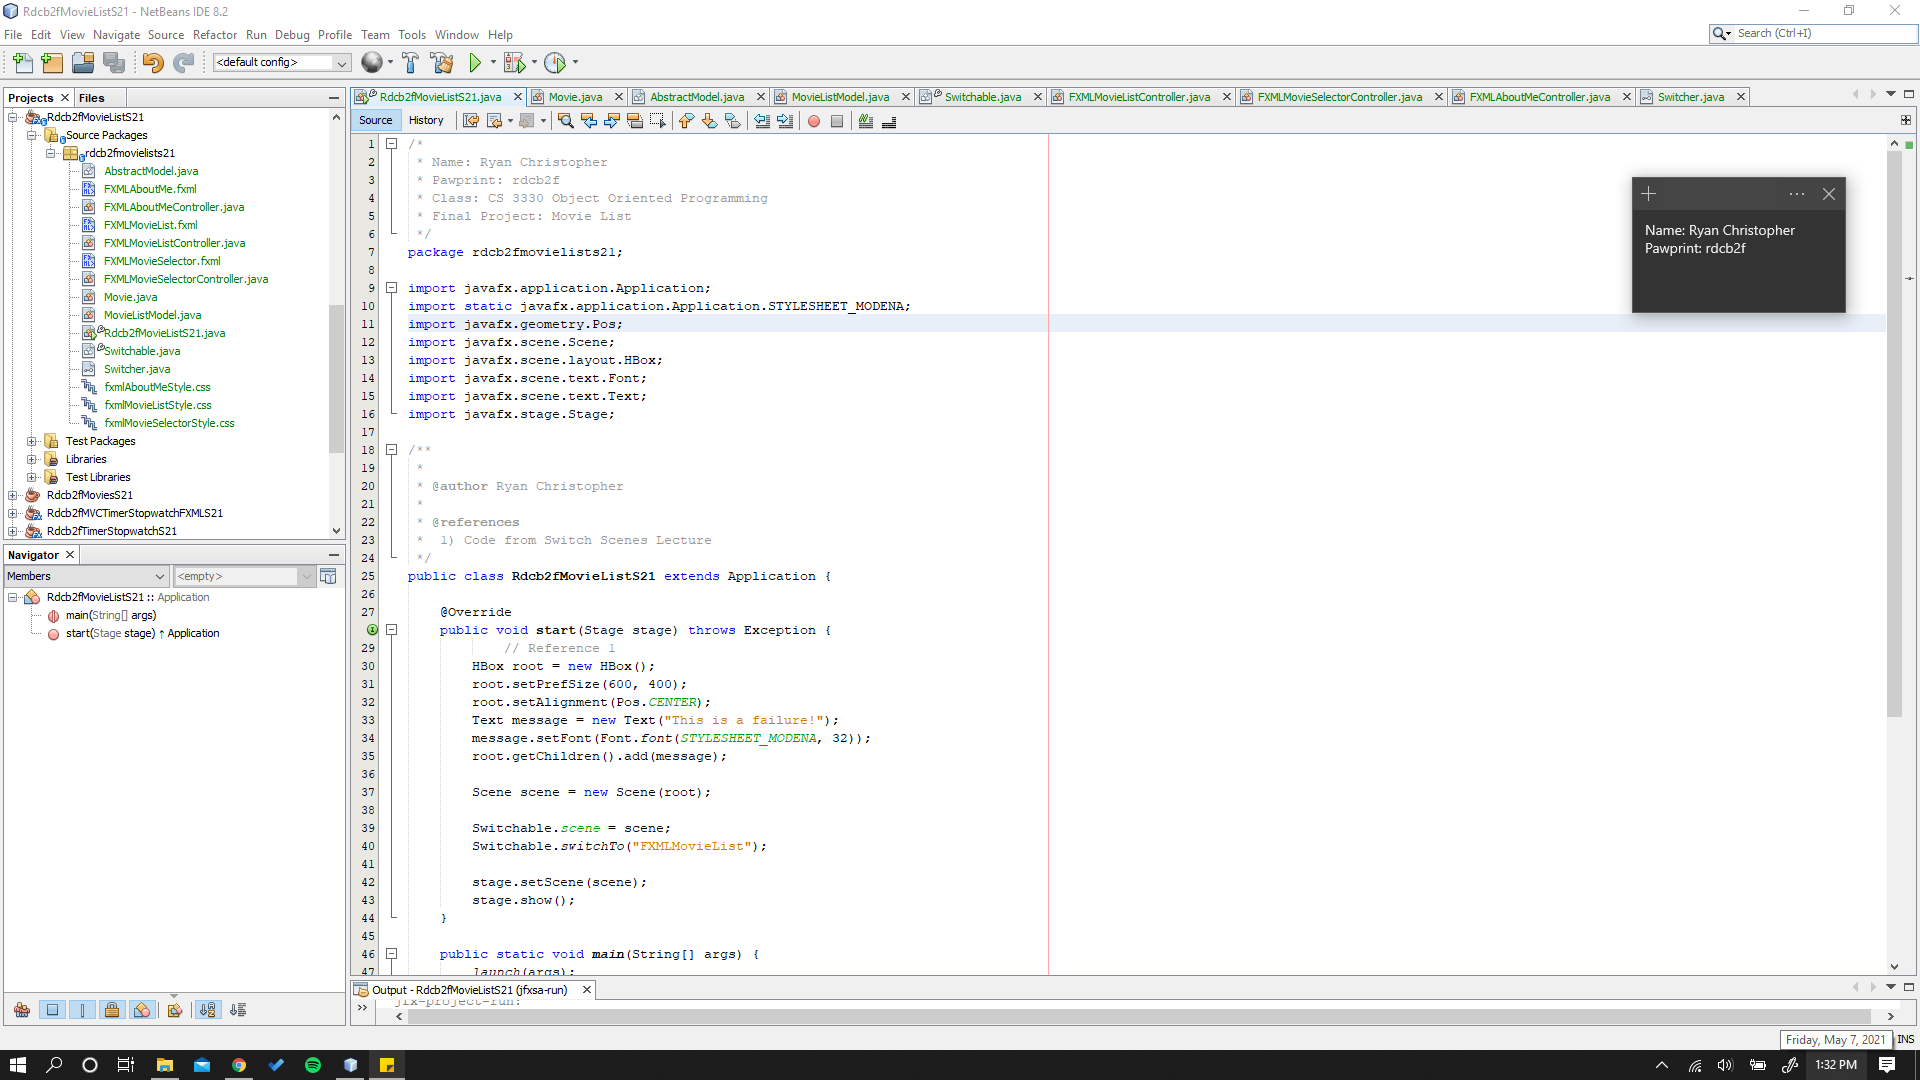 Rdcb2fMovieListS21 - NetBeans IDE 8.2
File Edit View Navigate Source Refactor Run Debug Profile Team Tools Window Help
Search (Ctrl+I)
<default config>
Projects Files
Rdcb2fMovieListS21
Source Packages
rdcb2fmovielists21
AbstractModel.java
FXMLAboutMe.fxml
FXMLAboutMeController.java
FXMLMovieList.fxml
FXMLMovieListController.java
FXMLMovieSelector.fxml
FXMLMovieSelectorController.java
Movie.java
MovieListModel.java
Rdcb2fMovieListS21.java
Switchable.java
Switcher.java
fxmlAboutMeStyle.css
fxmlMovieListStyle.css
fxmlMovieSelectorStyle.css
Test Packages
Libraries
Test Libraries
Rdcb2fMoviesS21
Rdcb2fMVCTimerStopwatchFXMLS21
Rdcb2fTimerStopwatchS21
Navigator
Members <empty>
Rdcb2fMovieListS21 :: Application
main(String[] args)
start(Stage stage) ↑ Application
Rdcb2fMovieListS21.java Movie.java AbstractModel.java MovieListModel.java Switchable.java FXMLMovieListController.java FXMLMovieSelectorController.java FXMLAboutMeController.java Switcher.java
Source History
1 /*
2 * Name: Ryan Christopher
3 * Pawprint: rdcb2f
4 * Class: CS 3330 Object Oriented Programming
5 * Final Project: Movie List
6 */
7 package rdcb2fmovielists21;
8
9 import javafx.application.Application;
10 import static javafx.application.Application.STYLESHEET_MODENA;
11 import javafx.geometry.Pos;
12 import javafx.scene.Scene;
13 import javafx.scene.layout.HBox;
14 import javafx.scene.text.Font;
15 import javafx.scene.text.Text;
16 import javafx.stage.Stage;
17
18 /**
19 *
20 * @author Ryan Christopher
21 *
22 * @references
23 * 1) Code from Switch Scenes Lecture
24 */
25 public class Rdcb2fMovieListS21 extends Application {
26
27 @Override
public void start(Stage stage) throws Exception {
29 // Reference 1
30 HBox root = new HBox();
31 root.setPrefSize(600, 400);
32 root.setAlignment(Pos.CENTER);
33 Text message = new Text("This is a failure!");
34 message.setFont(Font.font(STYLESHEET_MODENA, 32));
35 root.getChildren().add(message);
36
37 Scene scene = new Scene(root);
38
39 Switchable.scene = scene;
40 Switchable.switchTo("FXMLMovieList");
41
42 stage.setScene(scene);
43 stage.show();
44 }
45
46 public static void main(String[] args) {
47 launch(args);
Name: Ryan Christopher
Pawprint: rdcb2f
Output - Rdcb2fMovieListS21 (jfxsa-run)
jfx-project-run:
Friday, May 7, 2021
INS
1:32 PM